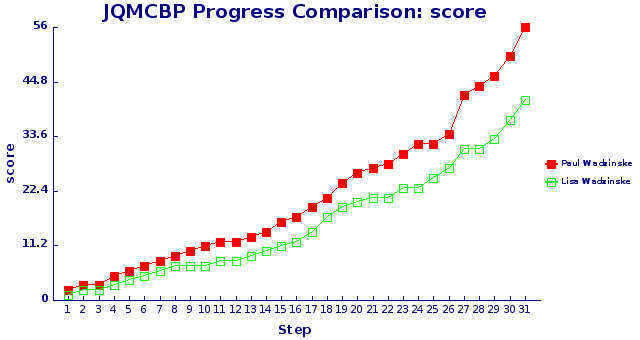 JQMCBP Progress Comparison: score
56
44.8
33.6
22.4
11.2
0
score
1 2 3 4 5 6 7 8 9 10 11 12 13 14 15 16 17 18 19 20 21 22 23 24 25 26 27 28 29 30 31
Step
Paul Wadzinske
Lisa Wadzinske